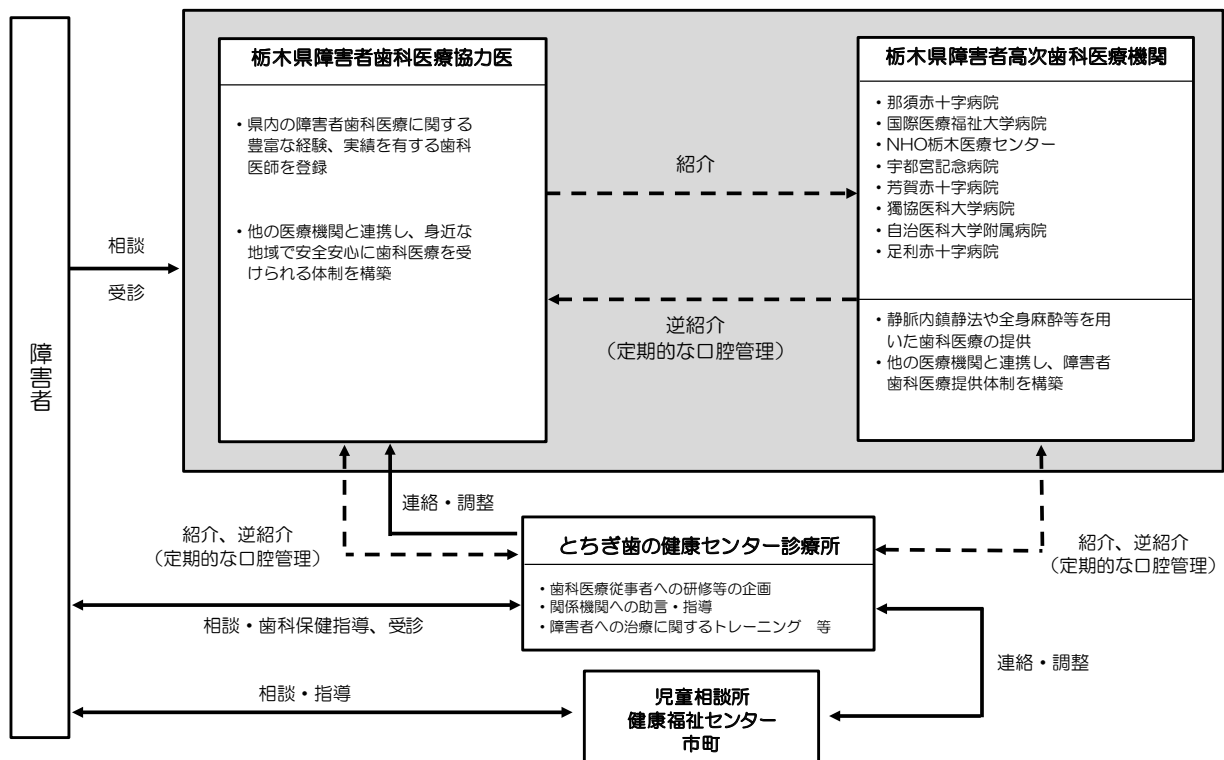 障害者
相談
受診
栃木県障害者歯科医療協力医
・県内の障害者歯科医療に関する
豊富な経験、実績を有する歯科
医師を登録
・他の医療機関と連携し、身近な
地域で安全安心に歯科医療を受
けられる体制を構築
紹介
逆紹介
（定期的な口腔管理）
栃木県障害者高次歯科医療機関
・那須赤十字病院
・国際医療福祉大学病院
・NHO栃木医療センター
・宇都宮記念病院
・芳賀赤十字病院
・獨協医科大学病院
・自治医科大学附属病院
・足利赤十字病院
・静脈内鎮静法や全身麻酔等を用
いた歯科医療の提供
・他の医療機関と連携し、障害者
歯科医療提供体制を構築
連絡・調整
紹介、逆紹介
（定期的な口腔管理）
とちぎ歯の健康センター診療所
・歯科医療従事者への研修等の企画
・関係機関への助言・指導
・障害者への治療に関するトレーニング　等
紹介、逆紹介
（定期的な口腔管理）
相談・歯科保健指導、受診
連絡・調整
相談・指導
児童相談所
健康福祉センター
市町